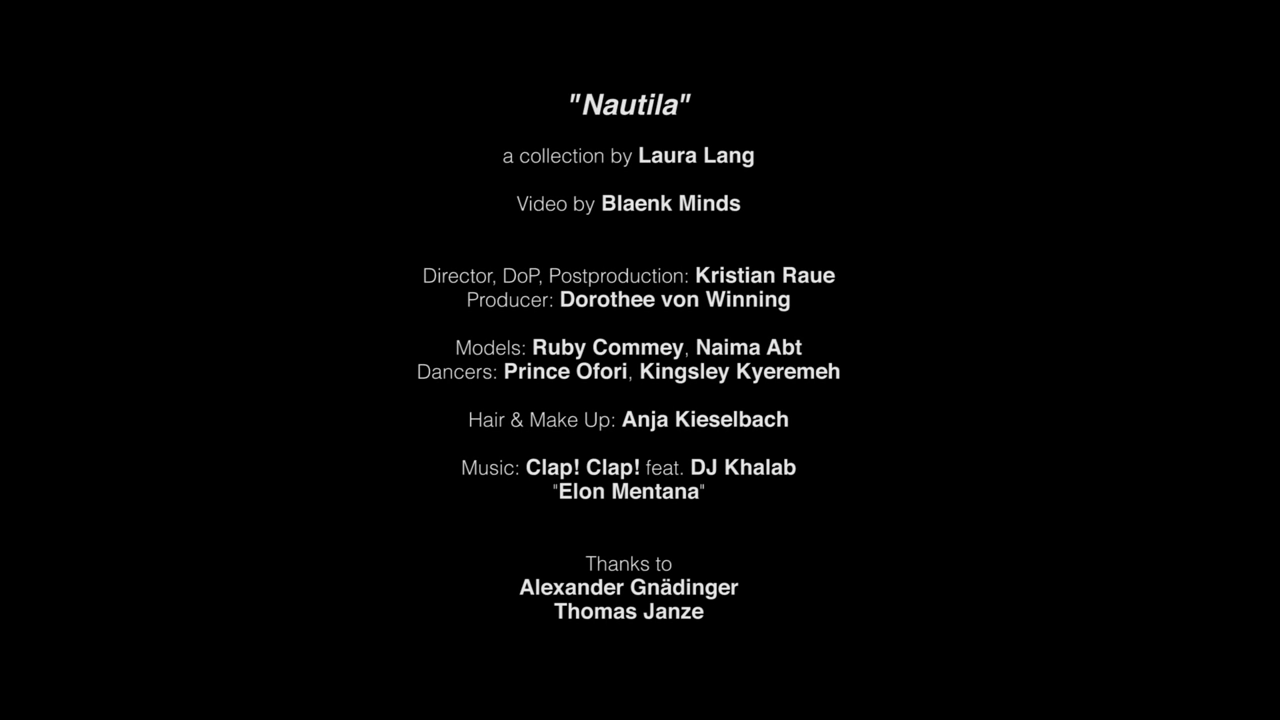 "Nautila"
a collection by Laura Lang
Video by Blaenk Minds
Director, DoP, Postproduction: Kristian Raue
Producer: Dorothee von Winning
Models: Ruby Commey, Naima Abt
Dancers: Prince Ofori, Kingsley Kyeremeh
Hair & Make Up: Anja Kieselbach
Music: Clap! Clap! feat. DJ Khalab
"Elon Mentana"
Thanks to
Alexander Gnädinger
Thomas Janze